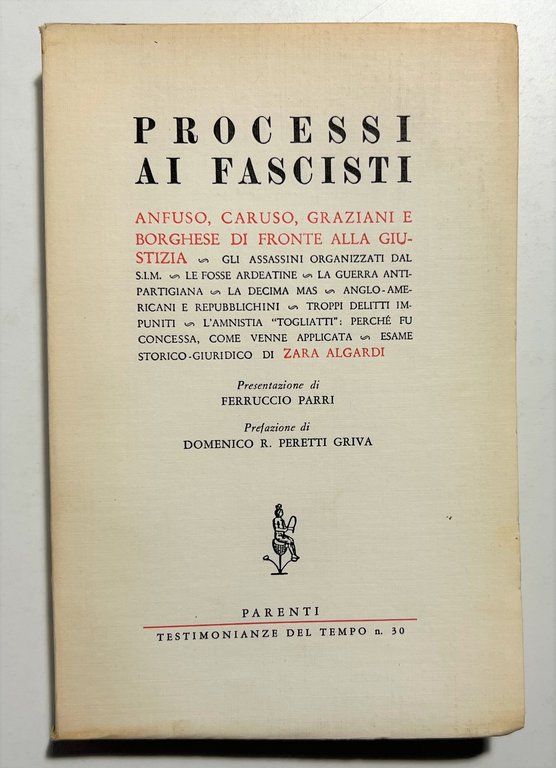 PROCESSI
AI FASCISTI
ANFUSO, CARUSO, GRAZIANI E
BORGHESE DI FRONTE ALLA GIU-
STIZIA ∽ GLI ASSASSINI ORGANIZZATI DAL
S.I.M. ∽ LE FOSSE ARDEATINE ∽ LA GUERRA ANTI-
PARTIGIANA ∽ LA DECIMA MAS ∽ ANGLO-AME-
RICANI E REPUBBLICHINI ∽ TROPPI DELITTI IM-
PUNITI ∽ L'AMNISTIA "TOGLIATTI": PERCHÉ FU
CONCESSA, COME VENNE APPLICATA ∽ ESAME
STORICO-GIURIDICO DI ZARA ALGARDI
Presentazione di
FERRUCCIO PARRI
Prefazione di
DOMENICO R. PERETTI GRIVA
PARENTI
TESTIMONIANZE DEL TEMPO n. 30